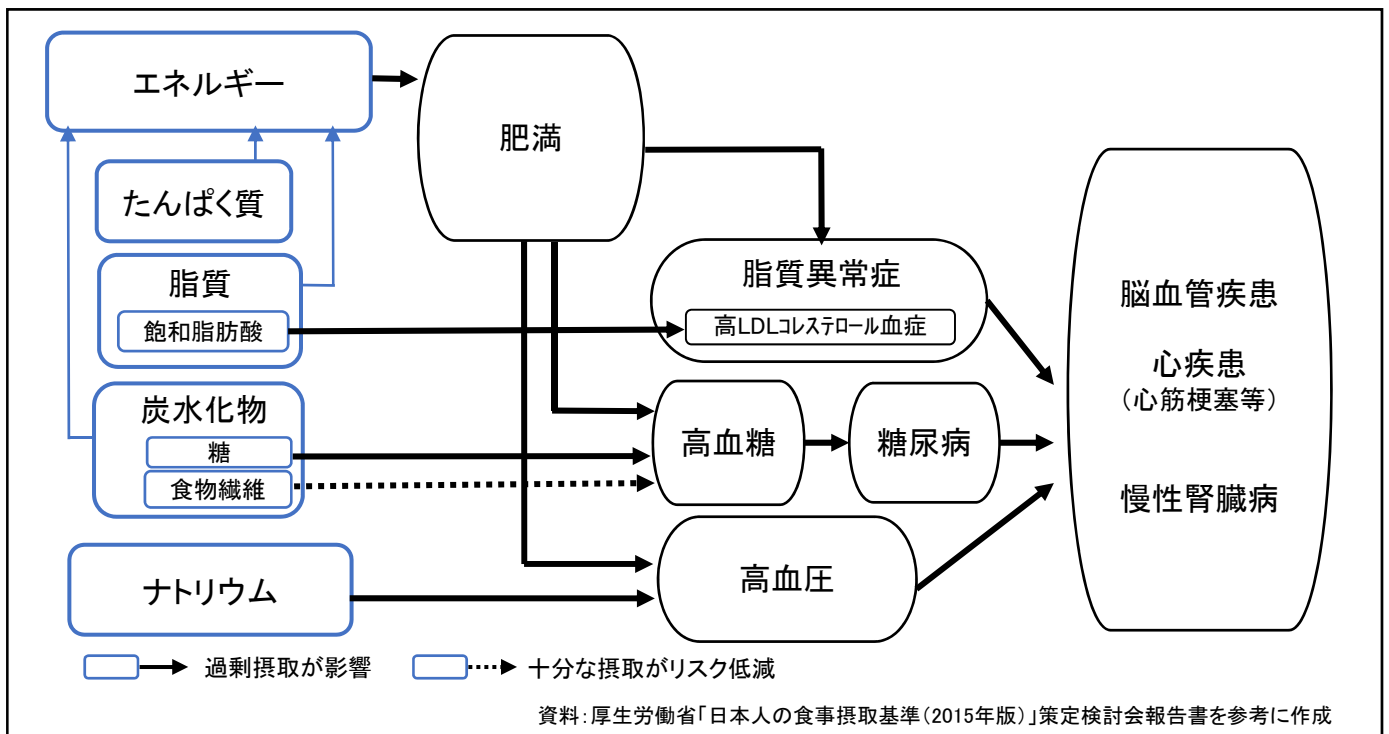 エネルギー
肥満
たんぱく質
脂質
飽和脂肪酸
脂質異常症
高LDLコレステロール血症
炭水化物
糖
食物繊維
高血糖
糖尿病
ナトリウム
高血圧
脳血管疾患
心疾患
(心筋梗塞等)
慢性腎臓病
過剰摂取が影響
十分な摂取がリスク低減
資料:厚生労働省「日本人の食事摂取基準(2015年版)」策定検討会報告書を参考に作成